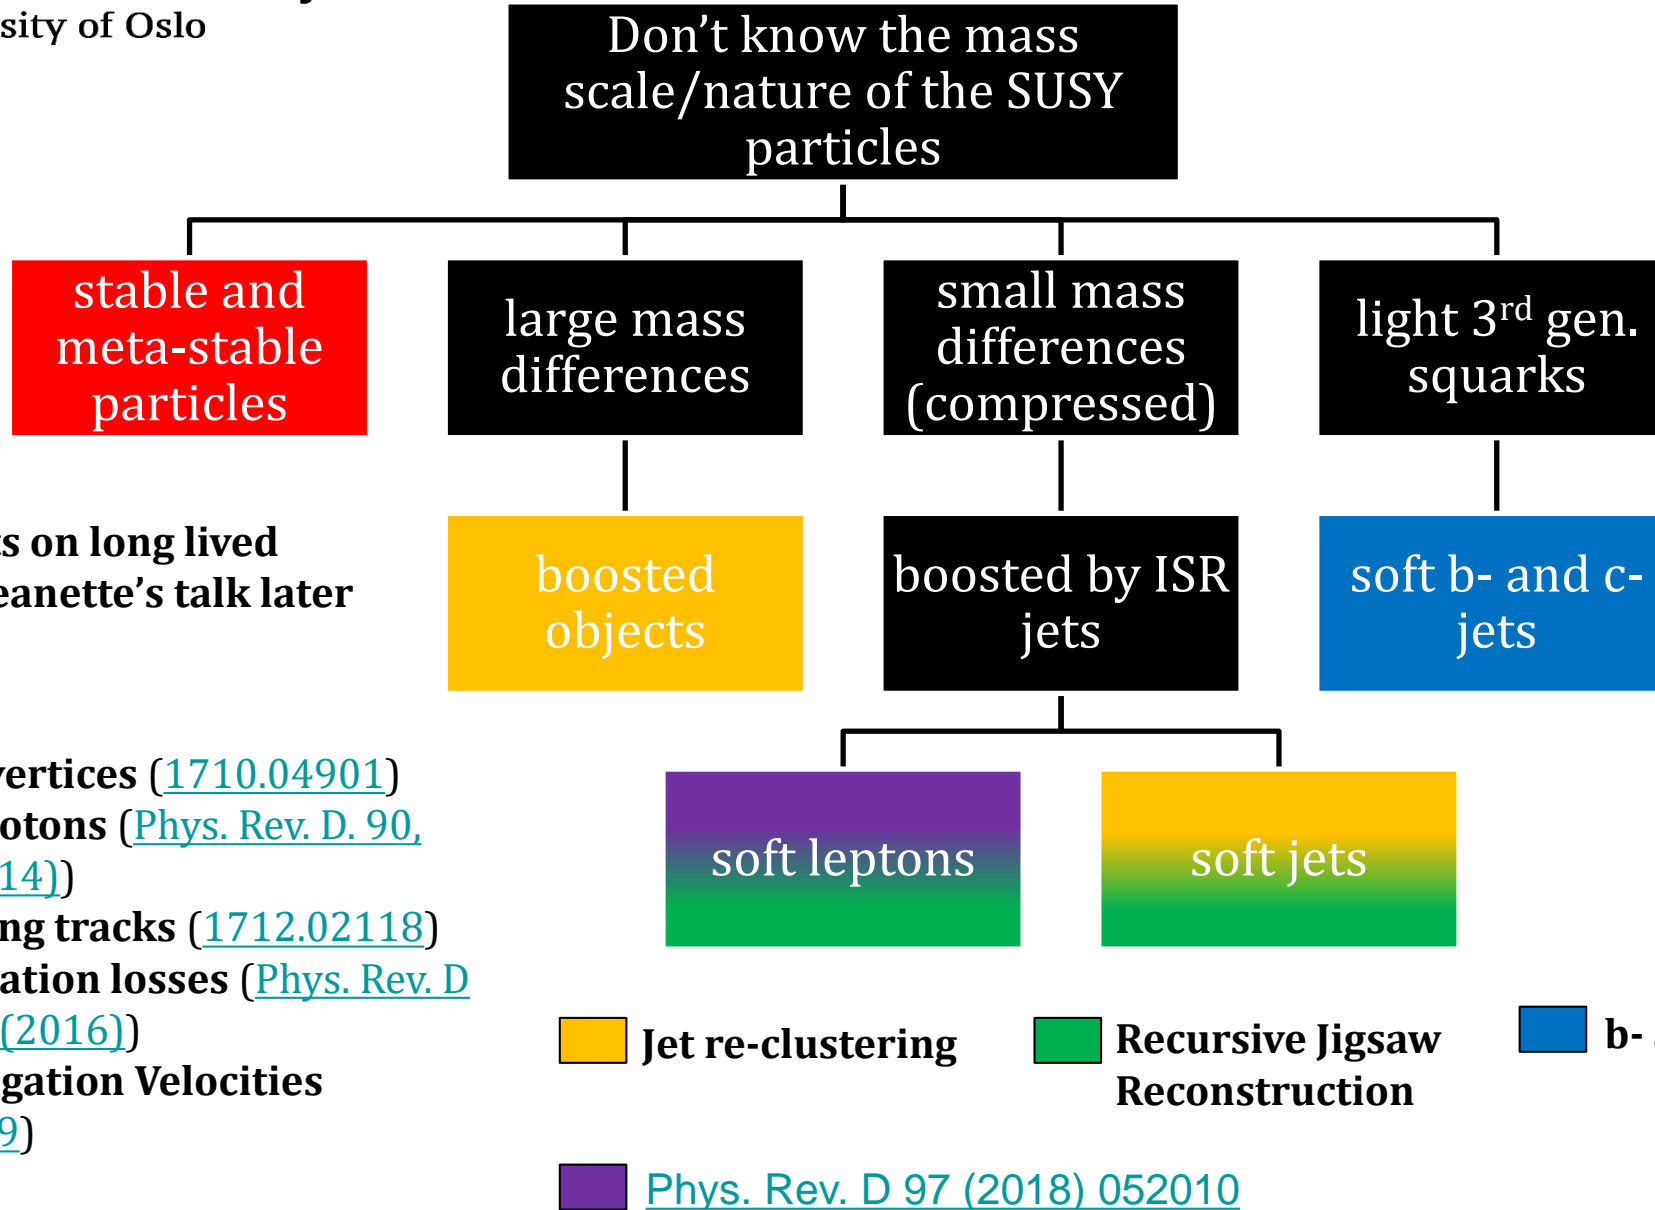 sity of Oslo
Don't know the mass
scale/nature of the SUSY
particles
stable and
meta-stable
particles
large mass
differences
small mass
differences
(compressed)
light 3rd gen.
squarks
ts on long lived
eanette's talk later
boosted
objects
boosted by ISR
jets
soft b- and c-
jets
vertices (1710.04901)
otons (Phys. Rev. D. 90,
14))
ng tracks (1712.02118)
ation losses (Phys. Rev. D
(2016))
gation Velocities
9)
soft leptons
soft jets
Jet re-clustering
Recursive Jigsaw
Reconstruction
b-
Phys. Rev. D 97 (2018) 052010